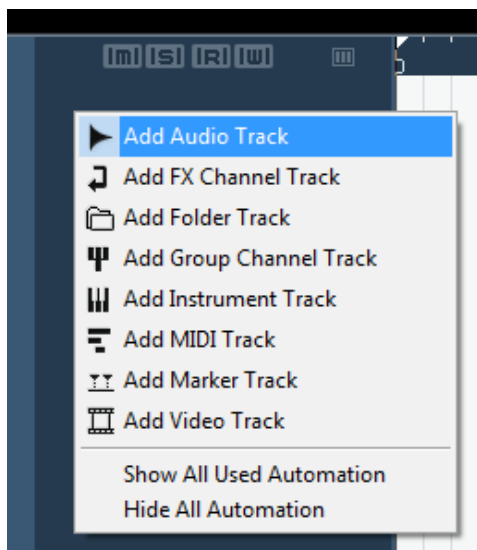 m s R w
Add Audio Track
Add FX Channel Track
Add Folder Track
Add Group Channel Track
Add Instrument Track
Add MIDI Track
Add Marker Track
Add Video Track
Show All Used Automation
Hide All Automation